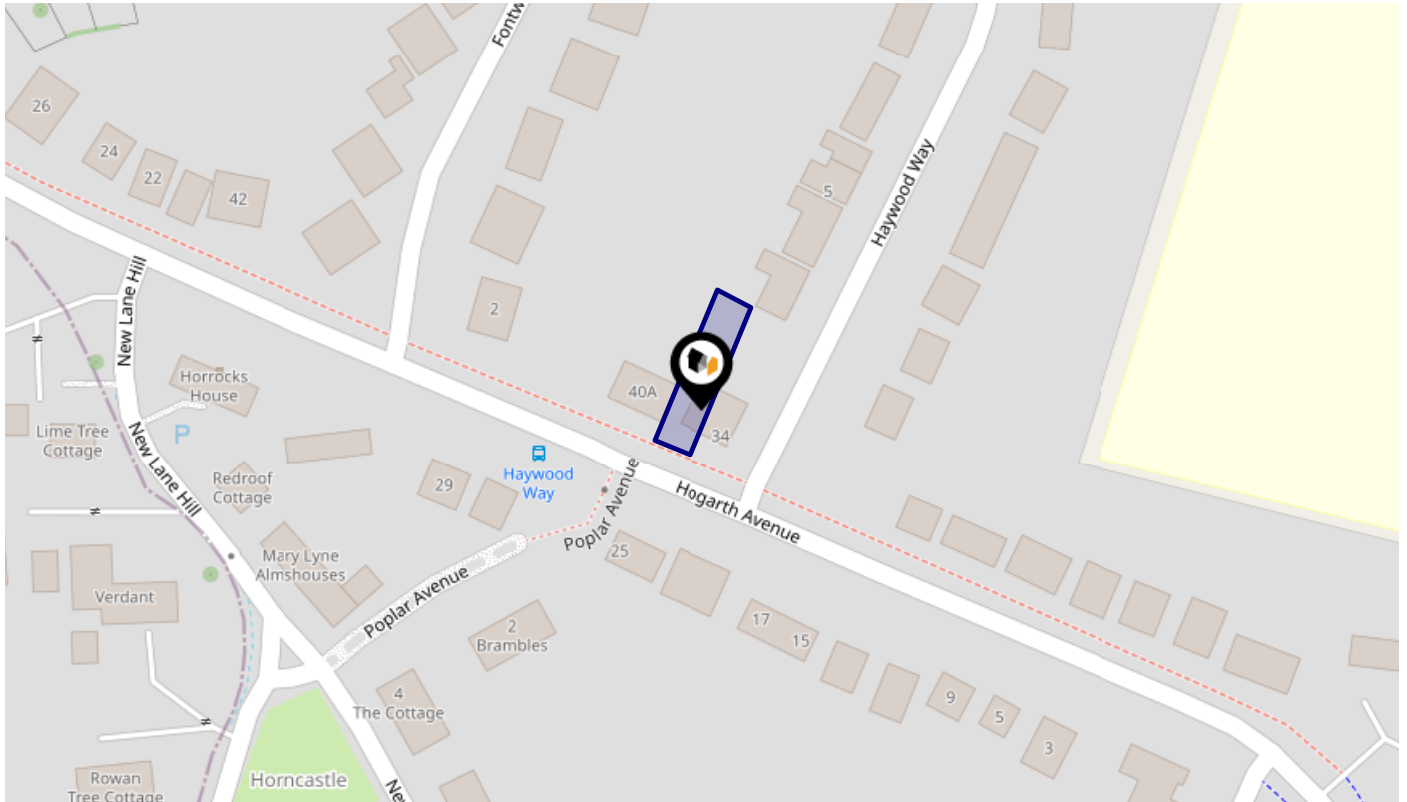 Fontw
26
24
22
42
5
Haywood Way
New Lane Hill
2
Horrocks
House
40A
34
P
Lime Tree
Cottage
New Lane Hill
Redroof
Cottage
29
Haywood
Way
Poplar Avenue
Hogarth Avenue
25
Mary Lyne
Almshouses
Poplar Avenue
Verdant
2
Brambles
17
15
4
The Cottage
9
5
3
Horncastle
Rowan
Tree Cottage
Nev